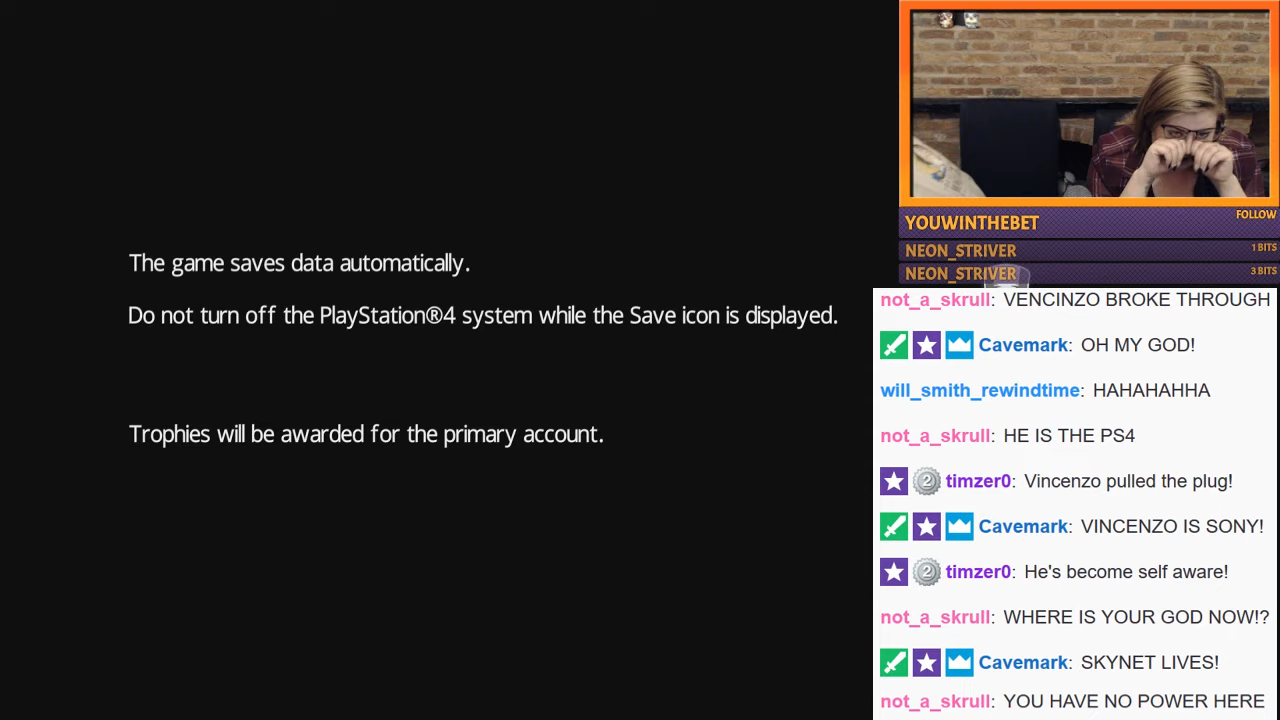 The game saves data automatically.
Do not turn off the PlayStation®4 system while the Save icon is displayed.
Trophies will be awarded for the primary account.
YOUWINTHEBET FOLLOW
NEON_STRIVER 1 BITS
NEON_STRIVER 3 BITS
not_a_skrull: VENCINZO BROKE THROUGH
Cavemark: OH MY GOD!
will_smith_rewindtime: HAHAHAHHA
not_a_skrull: HE IS THE PS4
2 timzer0: Vincenzo pulled the plug!
Cavemark: VINCENZO IS SONY!
2 timzer0: He's become self aware!
not_a_skrull: WHERE IS YOUR GOD NOW!?
Cavemark: SKYNET LIVES!
not_a_skrull: YOU HAVE NO POWER HERE